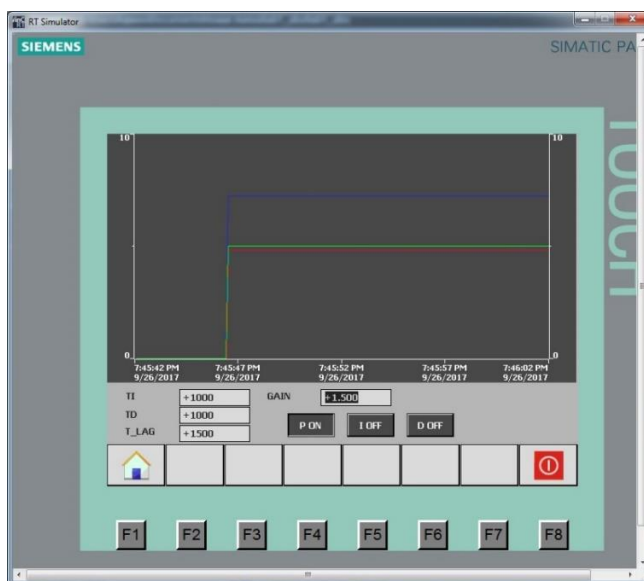 RT Simulator
SIEMENS
SIMATIC PA
TOUCH
10
10
0
0
7:45:42 PM 7:45:47 PM 7:45:52 PM 7:45:57 PM 7:46:02 PM
9/26/2017 9/26/2017 9/26/2017 9/26/2017 9/26/2017
TI +1000 GAIN +1.500
TD +1000
P ON I OFF D OFF
T_LAG +1500
F1 F2 F3 F4 F5 F6 F7 F8